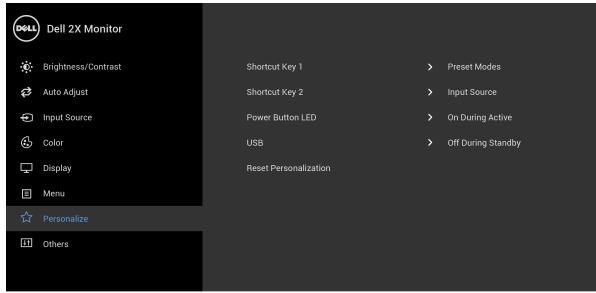 DELL Dell 2X Monitor
Brightness/Contrast
Auto Adjust
Input Source
Color
Display
Menu
Personalize
Others
Shortcut Key 1 > Preset Modes
Shortcut Key 2 > Input Source
Power Button LED > On During Active
USB > Off During Standby
Reset Personalization